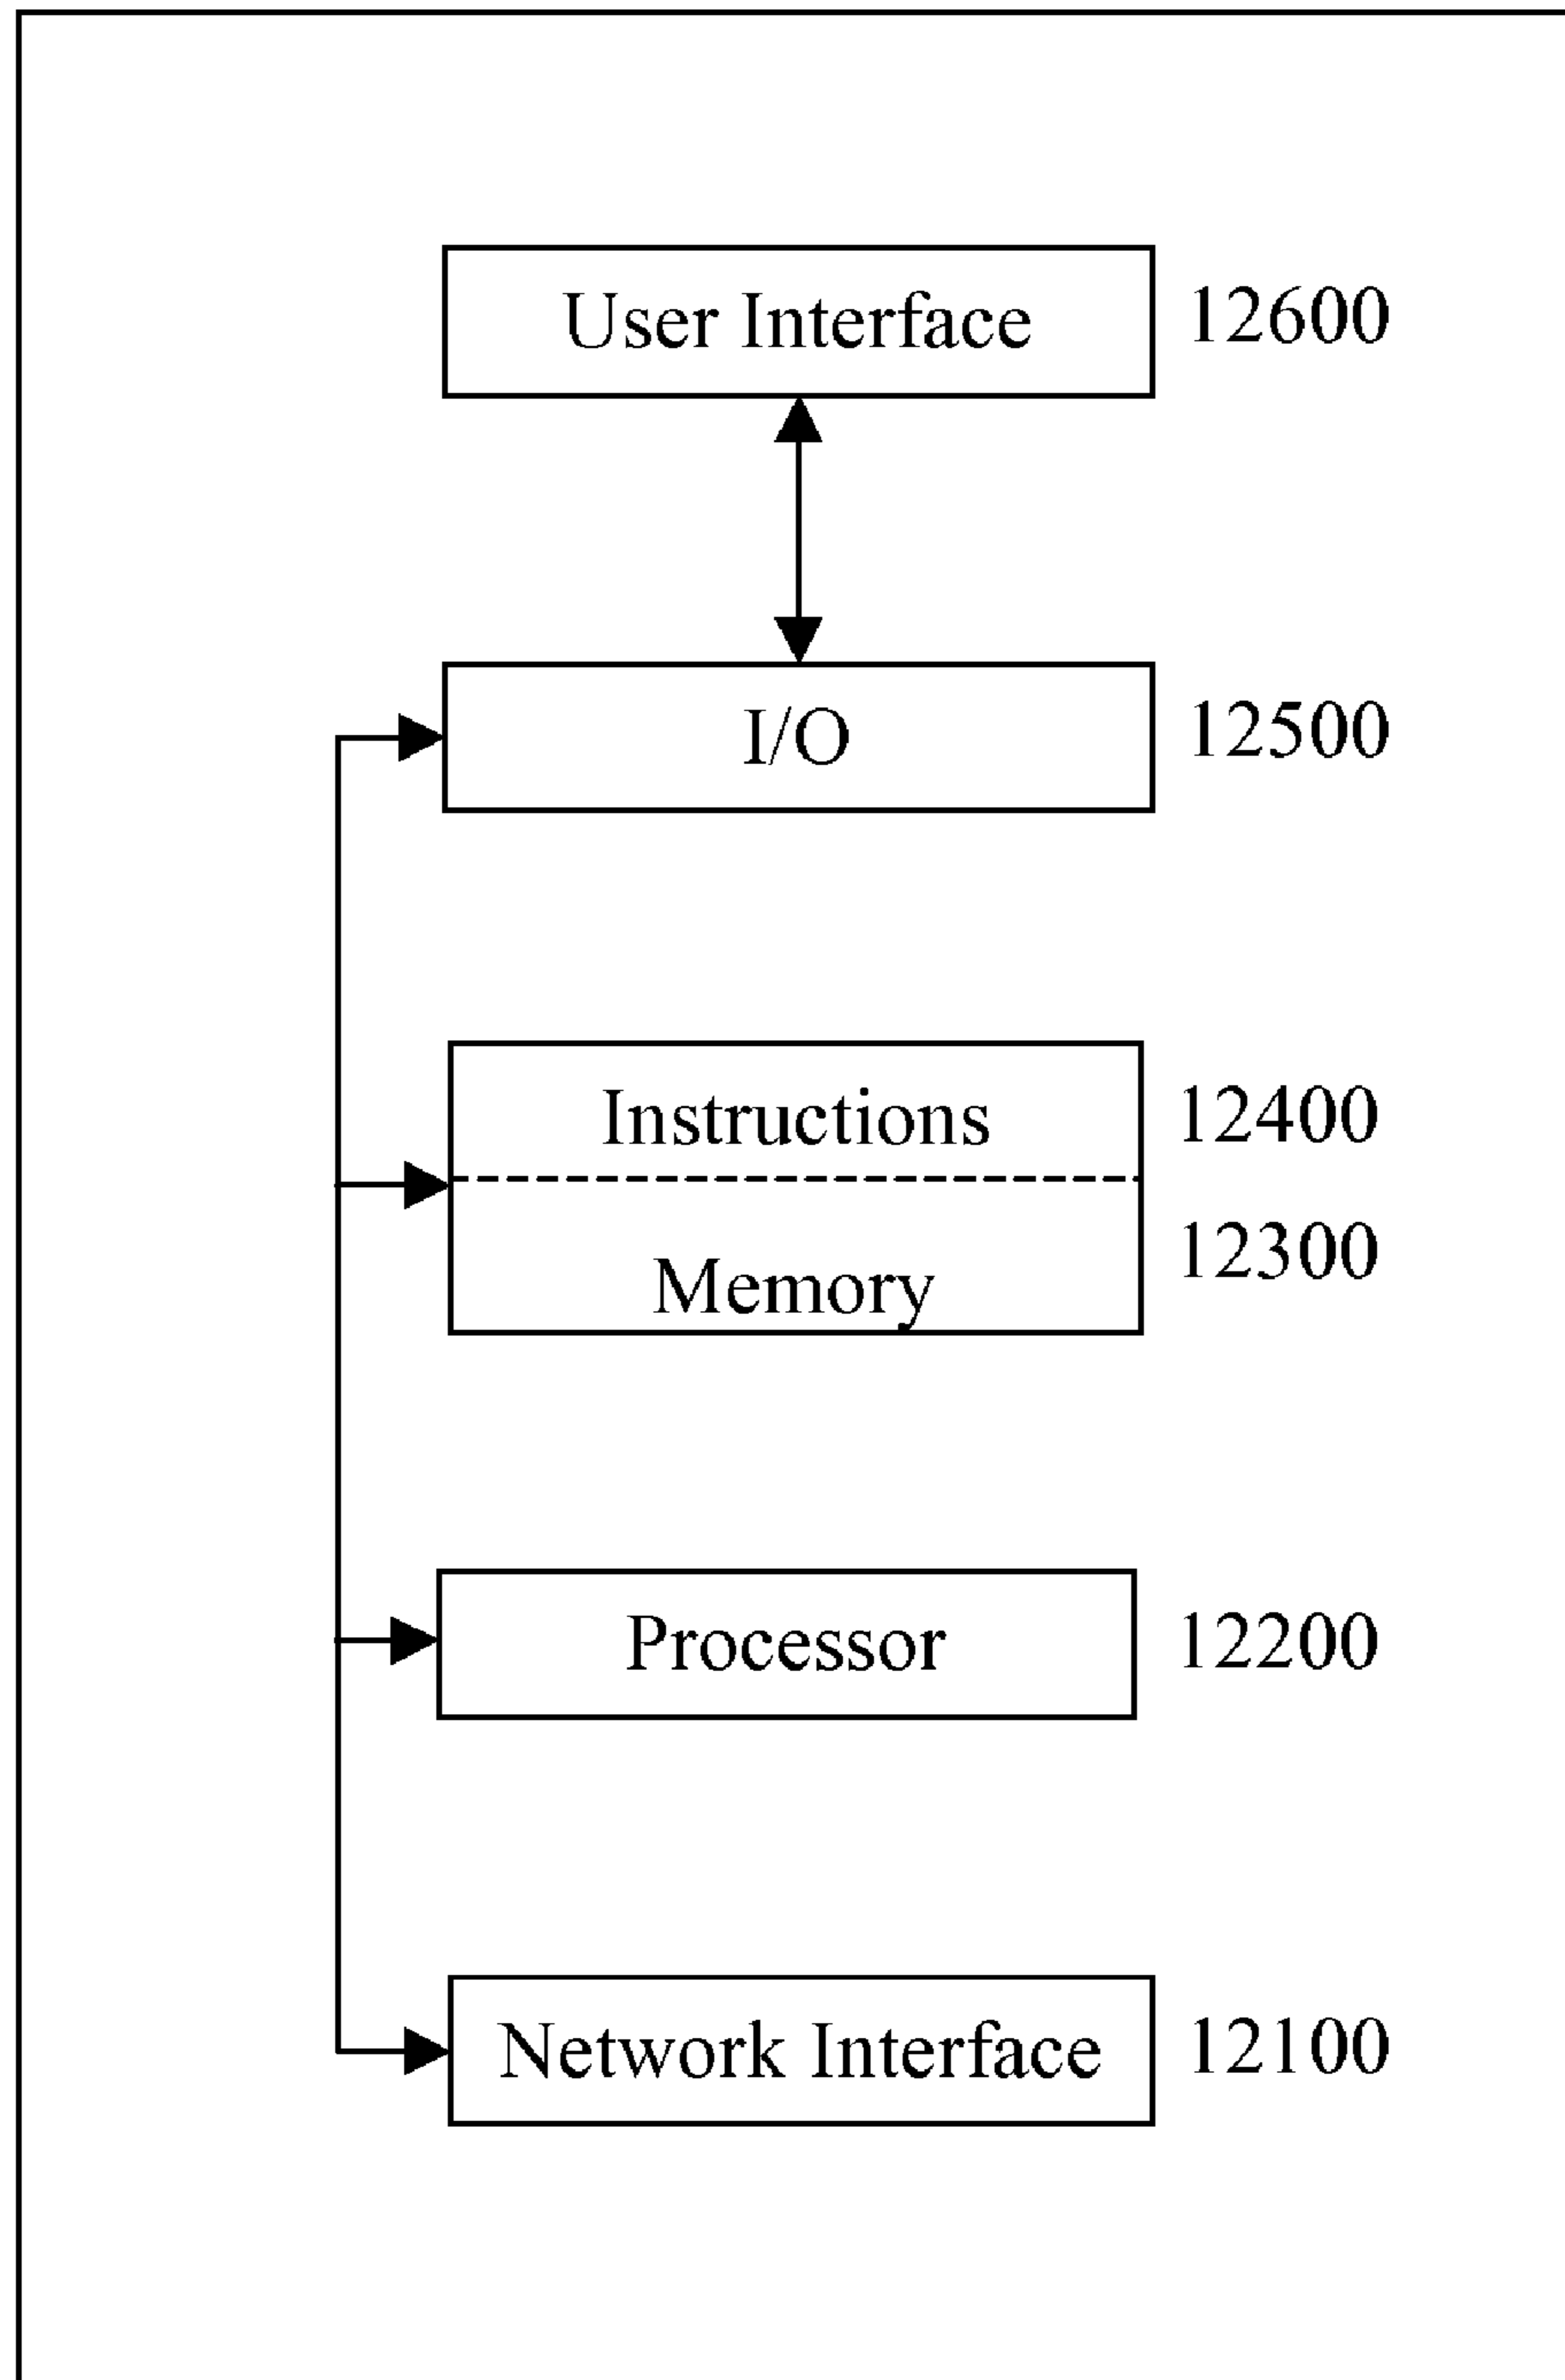 User Interface 12600
I/O 12500
Instructions 12400
Memory 12300
Processor 12200
Network Interface 12100